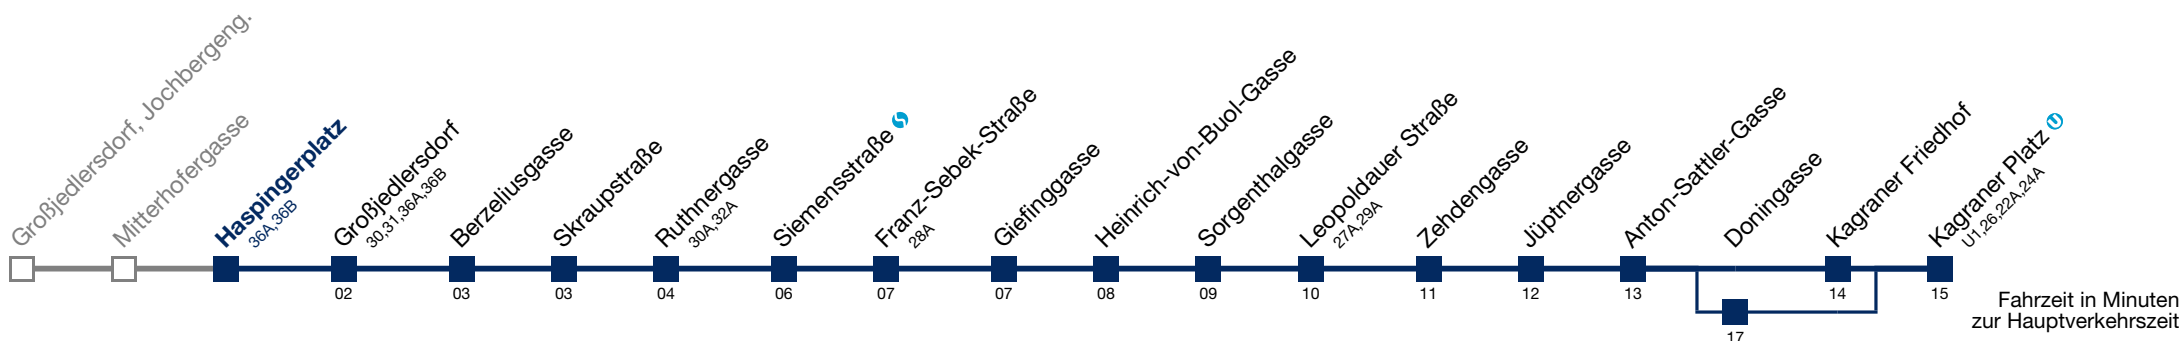 Großjedlersdorf, Jochbergeng.
Mitterhofergasse
Haspingerplatz
36A,36B
Großjedlersdorf
30,31,36A,36B
Berzeliusgasse
Skraupstraße
Ruthnergasse
30A,32A
Siemensstraße S
Franz-Sebek-Straße
28A
Giefinggasse
Heinrich-von-Buol-Gasse
Sorgenthalgasse
Leopoldauer Straße
27A,29A
Zehdengasse
Jüptnergasse
Anton-Sattler-Gasse
Doningasse
Kagraner Friedhof
Kagraner Platz U
U1,26,22A,24A
02 03 03 04 06 07 07 08 09 10 11 12 13 14 15
17
Fahrzeit in Minuten
zur Hauptverkehrszeit